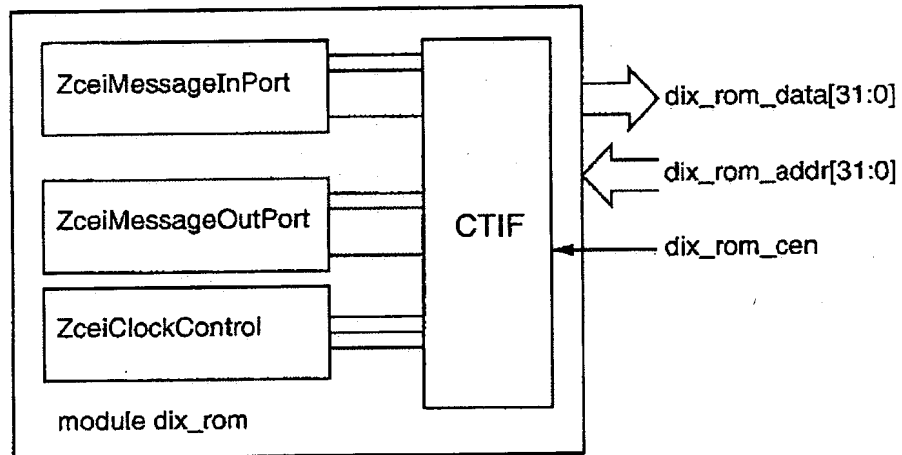 ZceiMessageInPort
ZceiMessageOutPort
ZceiClockControl
CTIF
module dix_rom
dix_rom_data[31:0]
dix_rom_addr[31:0]
dix_rom_cen